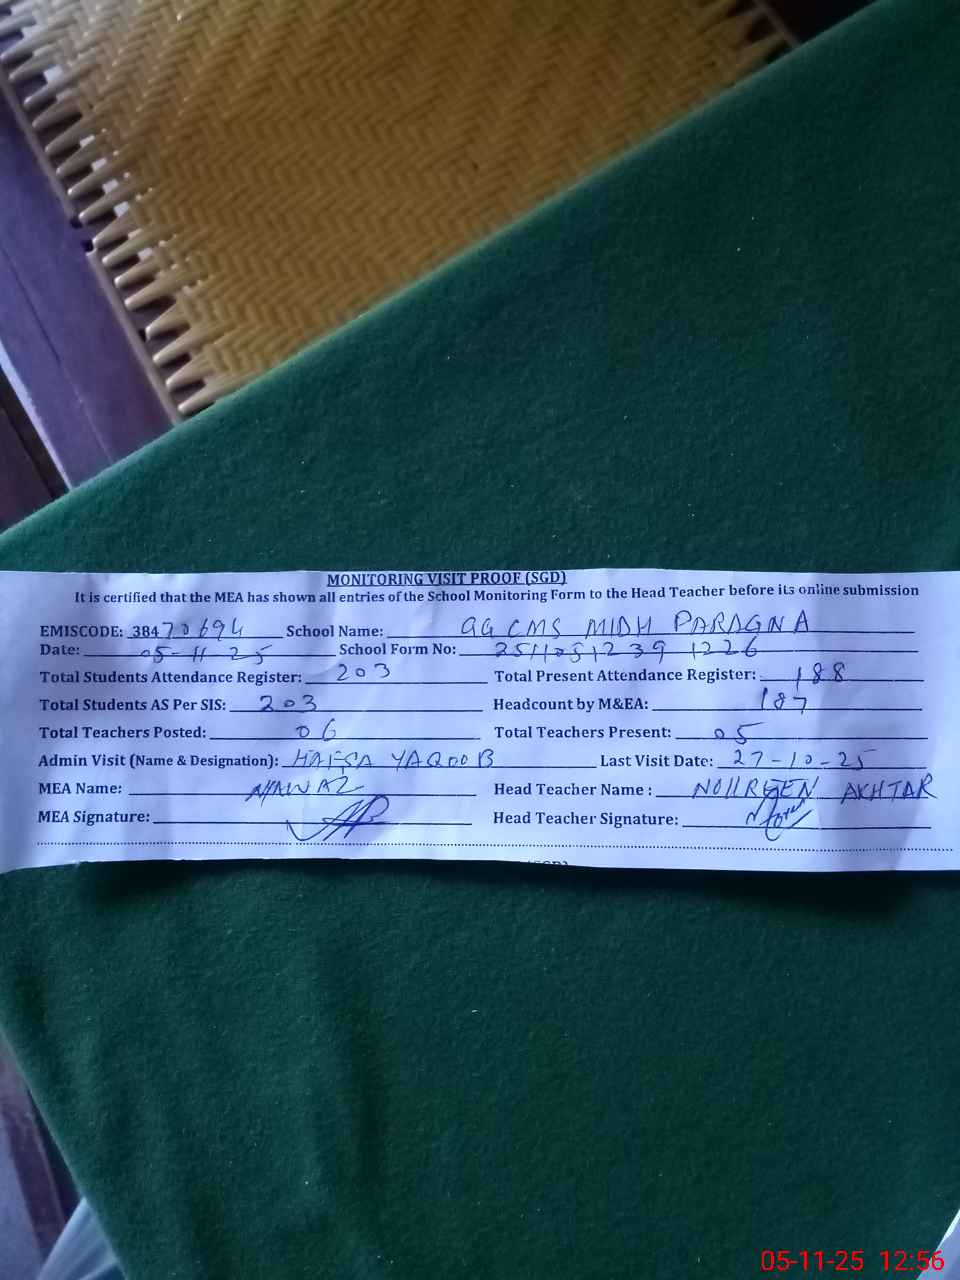 MONITORING VISIT PROOF (SGD)
It is certified that the MEA has shown all entries of the School Monitoring Form to the Head Teacher before its online submission
EMISCODE: 38470694 School Name: GG CMS MIDH PARAGNA
Date: 05-11-25 School Form No: 2511051239 1226
Total Students Attendance Register: 203 Total Present Attendance Register: 188
Total Students AS Per SIS: 203 Headcount by M&EA: 187
Total Teachers Posted: 06 Total Teachers Present: 05
Admin Visit (Name & Designation): YAQOOB Last Visit Date: 27-10-25
MEA Name: NAWAZ Head Teacher Name : AKHTAR
MEA Signature: Head Teacher Signature:
05-11-25 12:56